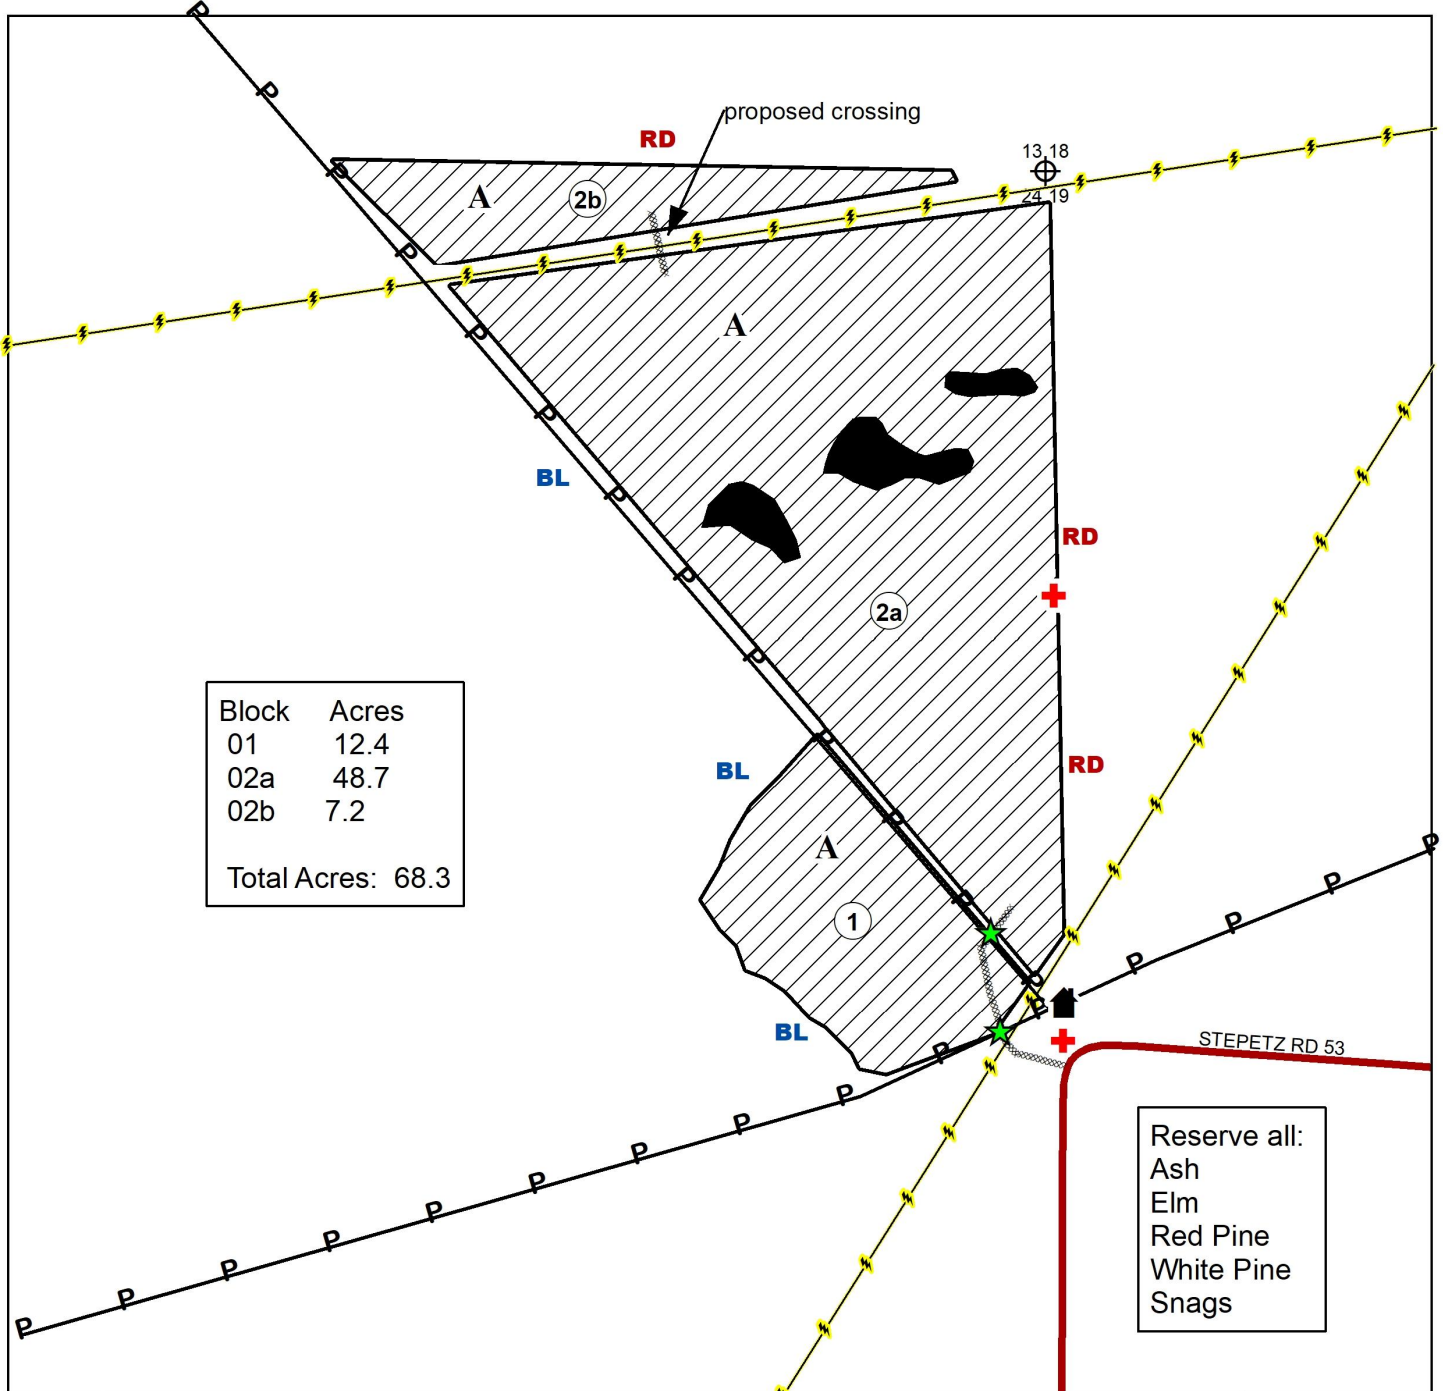 P
P
proposed crossing
RD
13 18
24 19
P
A
2b
P
A
P
P
BL
P
RD
P
2a
P
Block Acres
01 12.4
02a 48.7
02b 7.2
Total Acres: 68.3
P
BL
RD
P
A
P
P
1
P
P
P
P
P
BL
P
STEPETZ RD 53
P
P
P
P
P
P
P
P
P
Reserve all:
Ash
Elm
Red Pine
White Pine
Snags